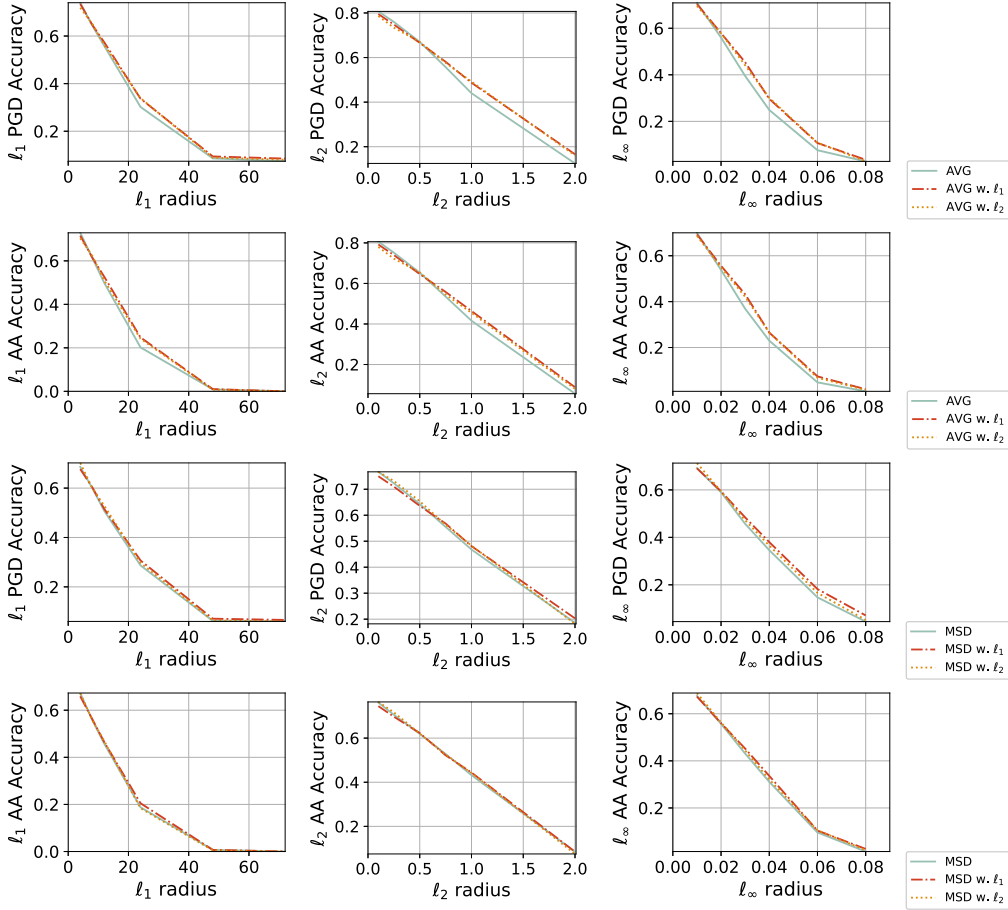 ℓ1 PGD Accuracy
0.6
0.4
0.2
0 20 40 60
ℓ1 radius
ℓ2 PGD Accuracy
0.8
0.6
0.4
0.2
0.0 0.5 1.0 1.5 2.0
ℓ2 radius
ℓ∞ PGD Accuracy
0.6
0.4
0.2
0.00 0.02 0.04 0.06 0.08
ℓ∞ radius
AVG
AVG w. ℓ1
AVG w. ℓ2
ℓ1 AA Accuracy
0.6
0.4
0.2
0.0
0 20 40 60
ℓ1 radius
ℓ2 AA Accuracy
0.8
0.6
0.4
0.2
0.0 0.5 1.0 1.5 2.0
ℓ2 radius
ℓ∞ AA Accuracy
0.6
0.4
0.2
0.00 0.02 0.04 0.06 0.08
ℓ∞ radius
AVG
AVG w. ℓ1
AVG w. ℓ2
ℓ1 PGD Accuracy
0.6
0.4
0.2
0 20 40 60
ℓ1 radius
ℓ2 PGD Accuracy
0.7
0.6
0.5
0.4
0.3
0.2
0.0 0.5 1.0 1.5 2.0
ℓ2 radius
ℓ∞ PGD Accuracy
0.6
0.4
0.2
0.00 0.02 0.04 0.06 0.08
ℓ∞ radius
MSD
MSD w. ℓ1
MSD w. ℓ2
ℓ1 AA Accuracy
0.6
0.4
0.2
0.0
0 20 40 60
ℓ1 radius
ℓ2 AA Accuracy
0.6
0.4
0.2
0.0 0.5 1.0 1.5 2.0
ℓ2 radius
ℓ∞ AA Accuracy
0.6
0.4
0.2
0.00 0.02 0.04 0.06 0.08
ℓ∞ radius
MSD
MSD w. ℓ1
MSD w. ℓ2